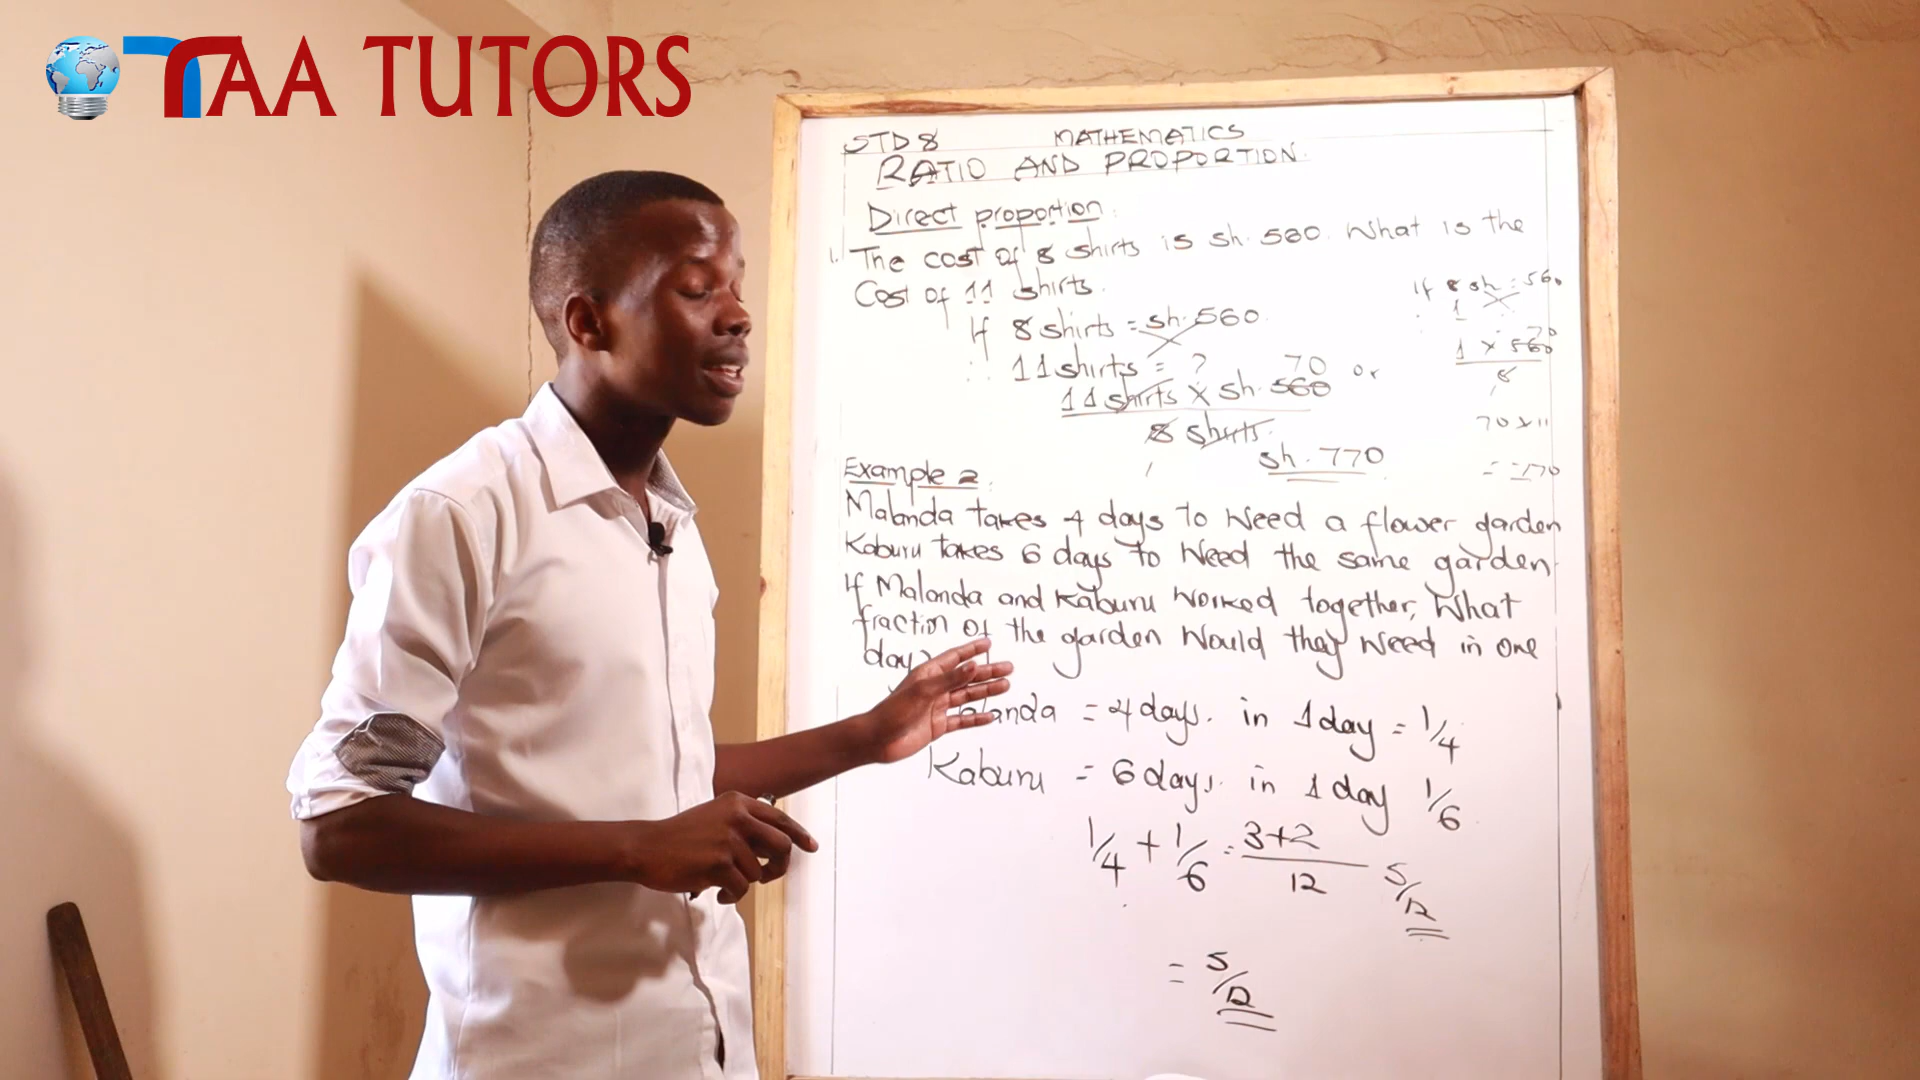 TAA TUTORS
STD 8 MATHEMATICS
RATIO AND PROPORTION.
Direct proportion.
1. The cost of 8 shirts is sh. 560. What is the
Cost of 11 shirts.
If 8 shirts = sh. 560
∴ 11 shirts = ?
70 or
11 shirts × sh. 560
8 shirts.
sh. 770
If 8 sh = 560
1
70
1 × 560
8
70 × 11
Example 2.
Malanda takes 4 days to weed a flower garden
Kaburu takes 6 days to weed the same garden.
If Malanda and Kaburu worked together, What
fraction of the garden would they weed in one
day?
alanda = 4 days. in 1 day = 1/4
Kaburu = 6 days. in 1 day 1/6
1/4 + 1/6 = 3+2
12
5/12
= 5/12